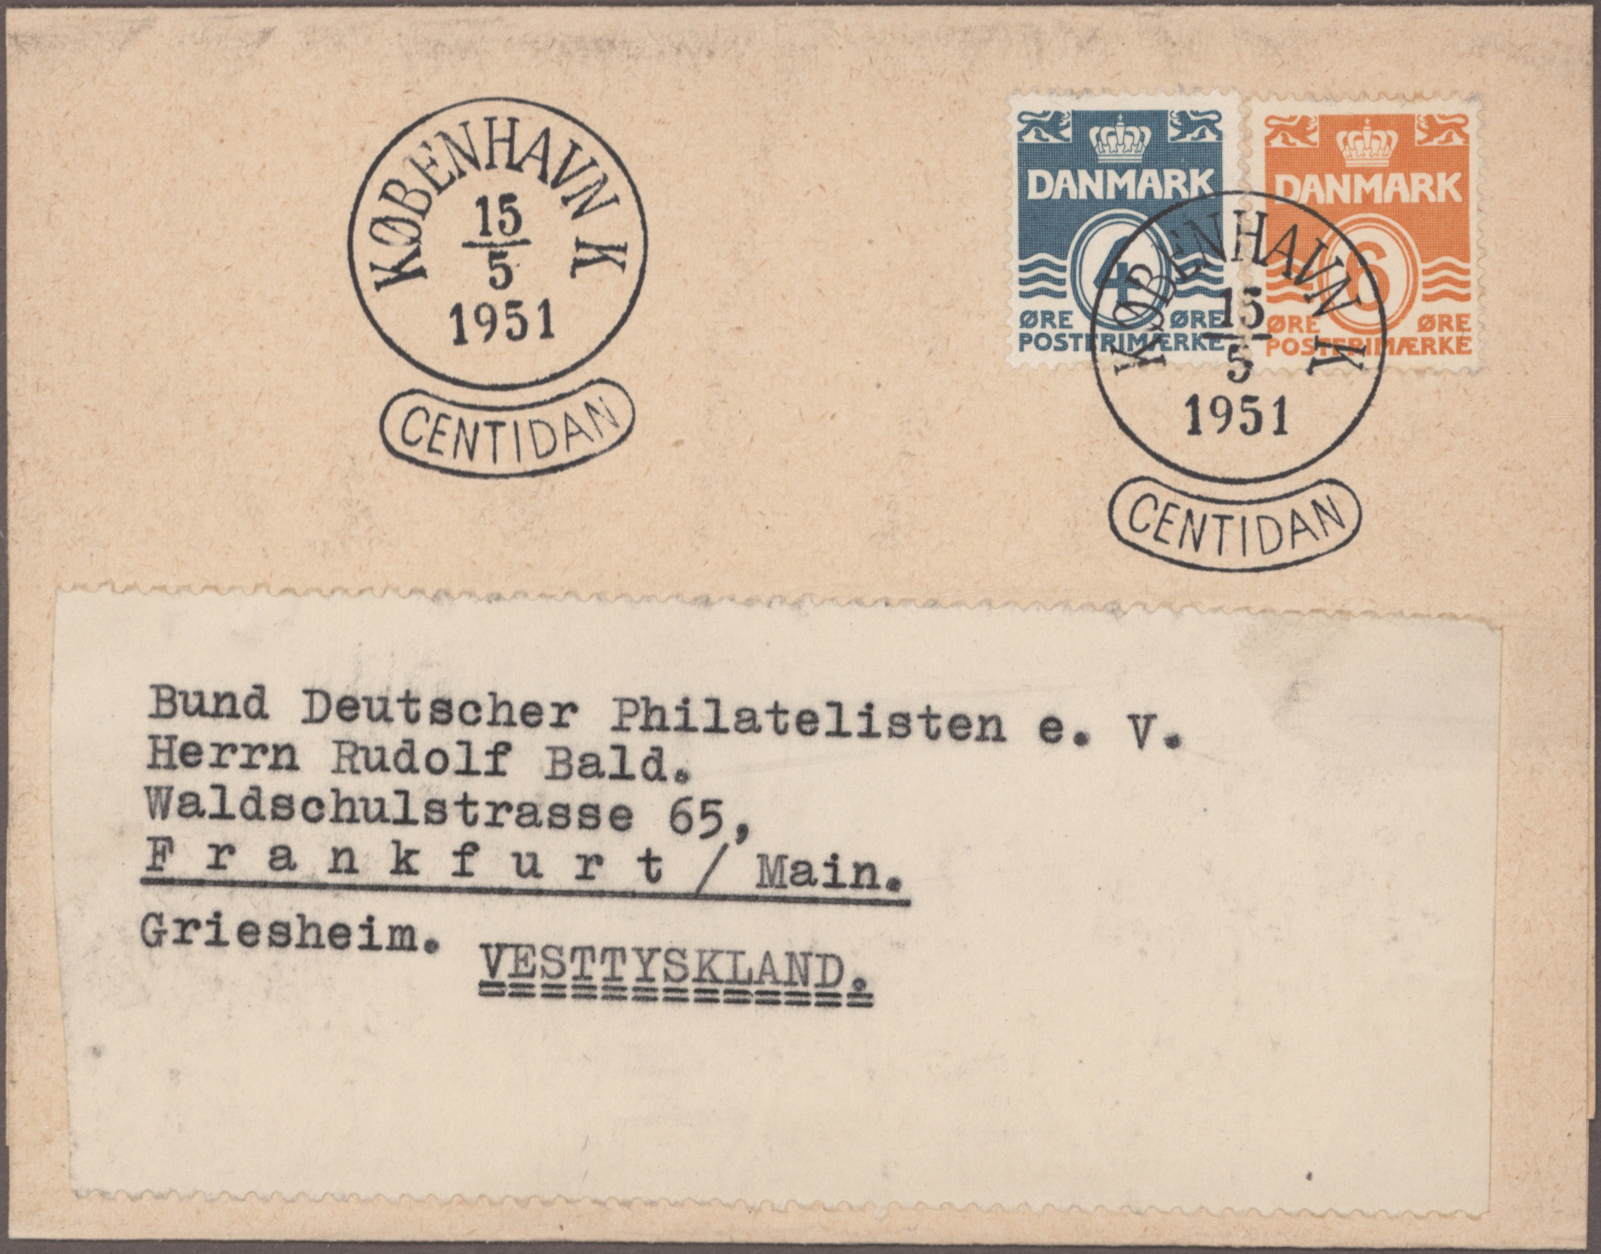 KØBENHAVN K
15
5
1951
CENTIDAN
DANMARK
4
ØRE ØRE
POSTFRIMÆRKE
DANMARK
6
ØRE ØRE
POSTFRIMÆRKE
KØBENHAVN K
15
5
1951
CENTIDAN
Bund Deutscher Philatelisten e. V.
Herrn Rudolf Bald.
Waldschulstrasse 65,
F r a n k f u r t / Main.
Griesheim.
VESTTYSKLAND.